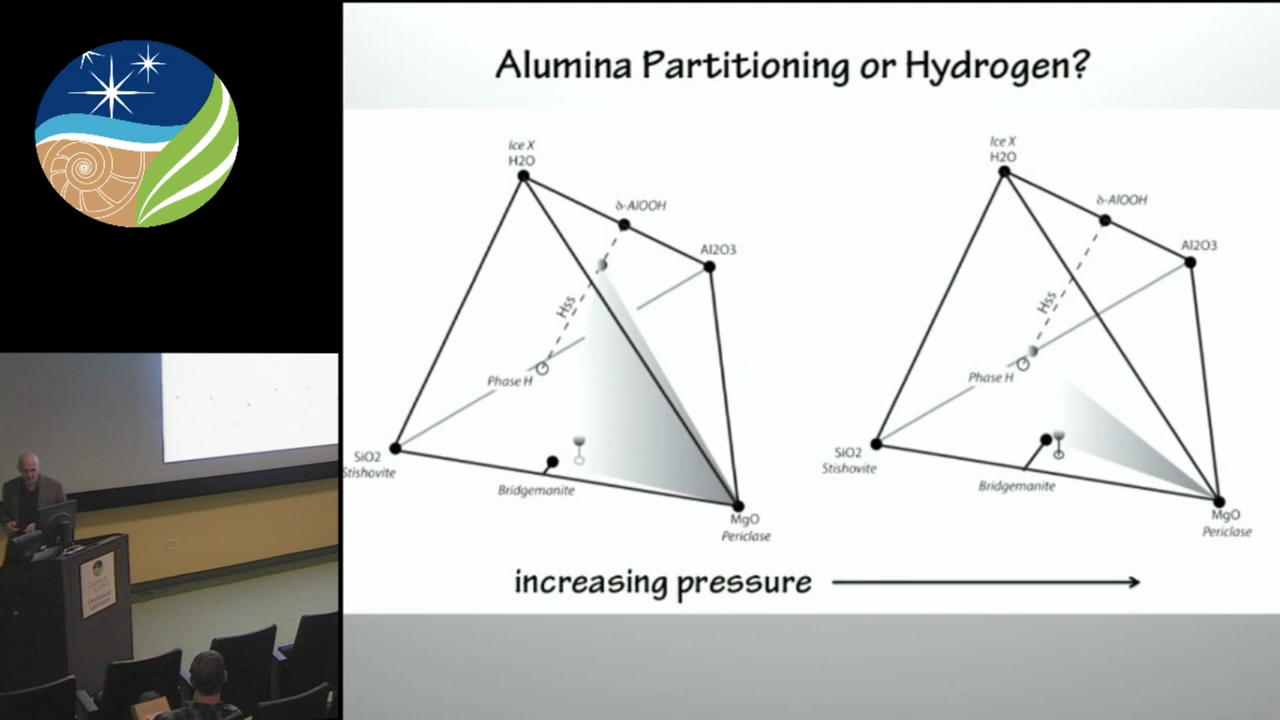 Alumina Partitioning or Hydrogen?
Ice X
H2O
δ-AlOOH
Al2O3
Hss
Phase H
SiO2
Stishovite
Bridgemanite
MgO
Periclase
Ice X
H2O
δ-AlOOH
Al2O3
Hss
Phase H
SiO2
Stishovite
Bridgemanite
MgO
Periclase
increasing pressure